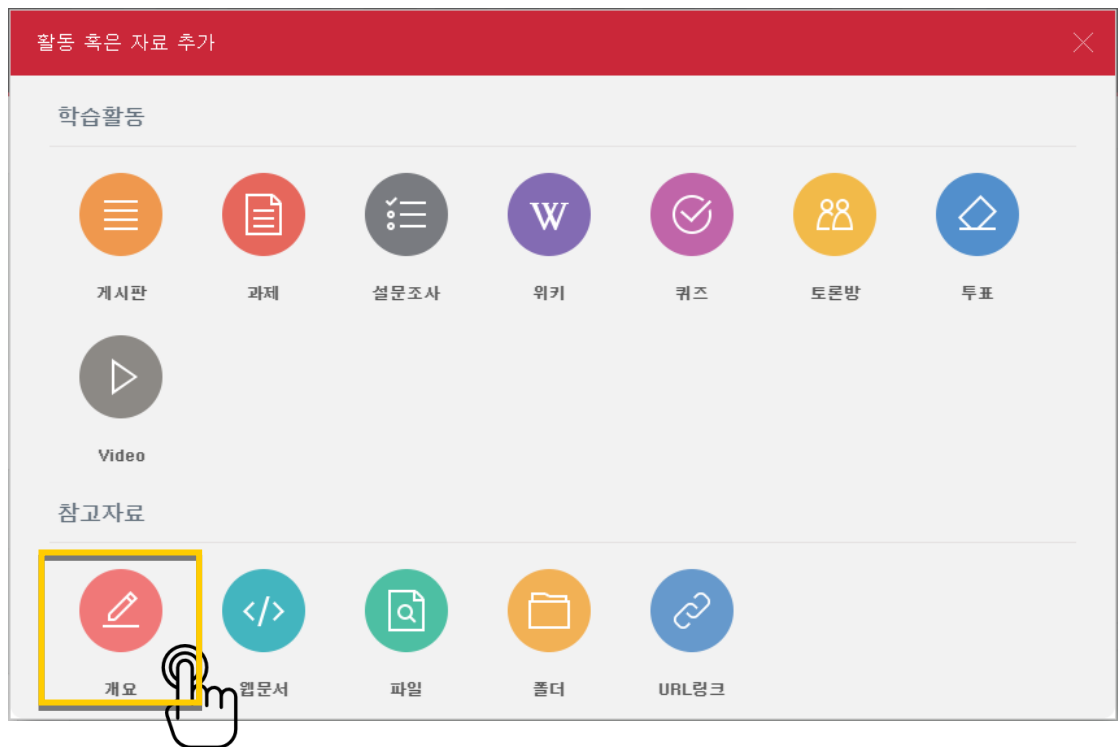 활동 혹은 자료 추가
학습활동
게시판 과제 설문조사 위키 퀴즈 토론방 투표
Video
참고자료
개요 웹문서 파일 폴더 URL링크